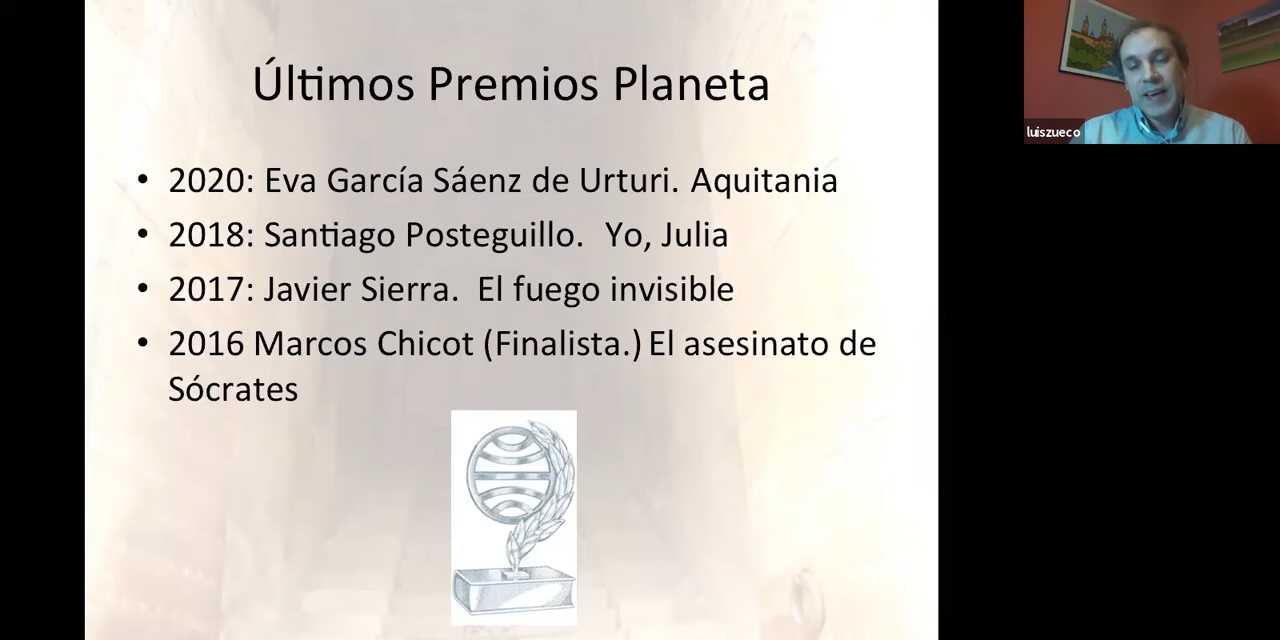 Últimos Premios Planeta
• 2020: Eva García Sáenz de Urturi. Aquitania
• 2018: Santiago Posteguillo. Yo, Julia
• 2017: Javier Sierra. El fuego invisible
• 2016 Marcos Chicot (Finalista.) El asesinato de
Sócrates
luiszueco